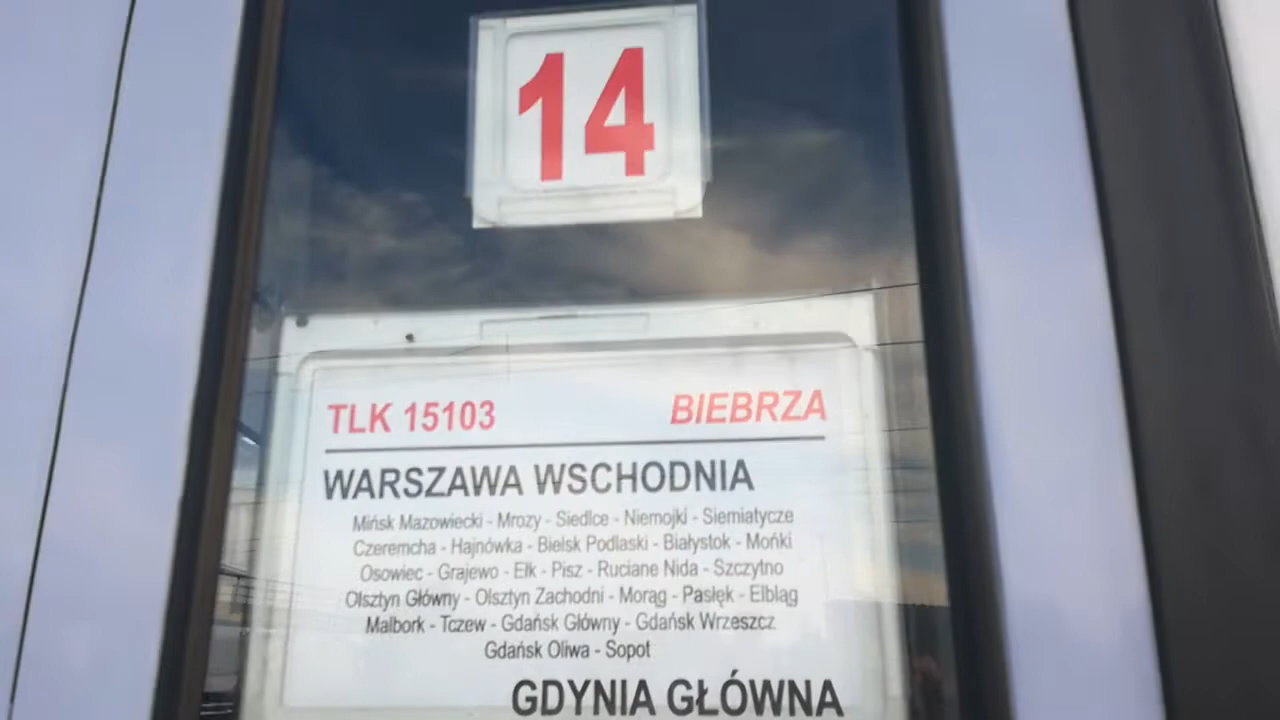 14
TLK 15103 BIEBRZA
WARSZAWA WSCHODNIA
Mińsk Mazowiecki - Mrozy - Siedlce - Niemojki - Siemiatycze
Czeremcha - Hajnówka - Bielsk Podlaski - Białystok - Mońki
Osowiec - Grajewo - Ełk - Pisz - Ruciane Nida - Szczytno
Olsztyn Główny - Olsztyn Zachodni - Morąg - Pasłęk - Elbląg
Malbork - Tczew - Gdańsk Główny - Gdańsk Wrzeszcz
Gdańsk Oliwa - Sopot
GDYNIA GŁÓWNA